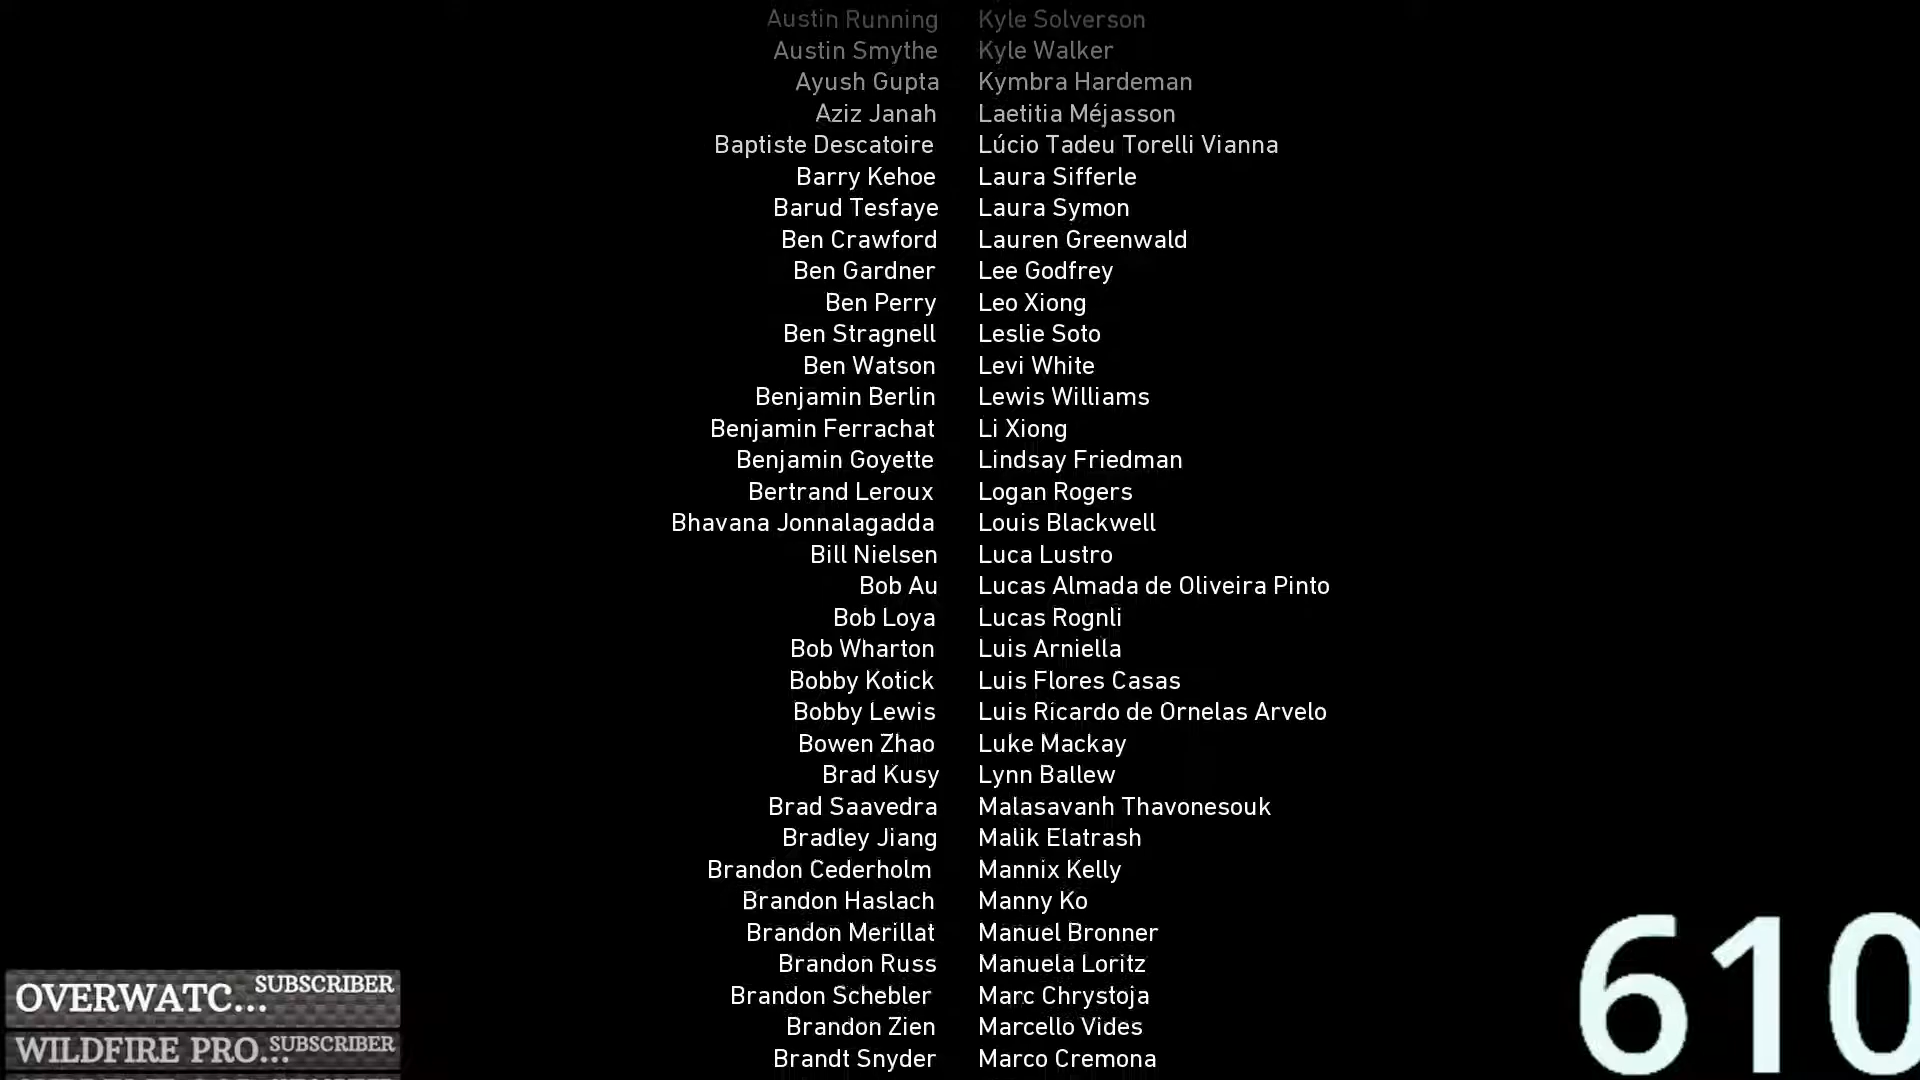 Austin Running Kyle Solverson
Austin Smythe Kyle Walker
Ayush Gupta Kymbra Hardeman
Aziz Janah Laetitia Méjasson
Baptiste Descatoire Lúcio Tadeu Torelli Vianna
Barry Kehoe Laura Sifferle
Barud Tesfaye Laura Symon
Ben Crawford Lauren Greenwald
Ben Gardner Lee Godfrey
Ben Perry Leo Xiong
Ben Stragnell Leslie Soto
Ben Watson Levi White
Benjamin Berlin Lewis Williams
Benjamin Ferrachat Li Xiong
Benjamin Goyette Lindsay Friedman
Bertrand Leroux Logan Rogers
Bhavana Jonnalagadda Louis Blackwell
Bill Nielsen Luca Lustro
Bob Au Lucas Almada de Oliveira Pinto
Bob Loya Lucas Rognli
Bob Wharton Luis Arniella
Bobby Kotick Luis Flores Casas
Bobby Lewis Luis Ricardo de Ornelas Arvelo
Bowen Zhao Luke Mackay
Brad Kusy Lynn Ballew
Brad Saavedra Malasavanh Thavonesouk
Bradley Jiang Malik Elatrash
Brandon Cederholm Mannix Kelly
Brandon Haslach Manny Ko
Brandon Merillat Manuel Bronner
Brandon Russ Manuela Loritz
Brandon Schebler Marc Chrystoja
Brandon Zien Marcello Vides
Brandt Snyder Marco Cremona
OVERWATC... SUBSCRIBER
WILDFIRE PRO... SUBSCRIBER
610